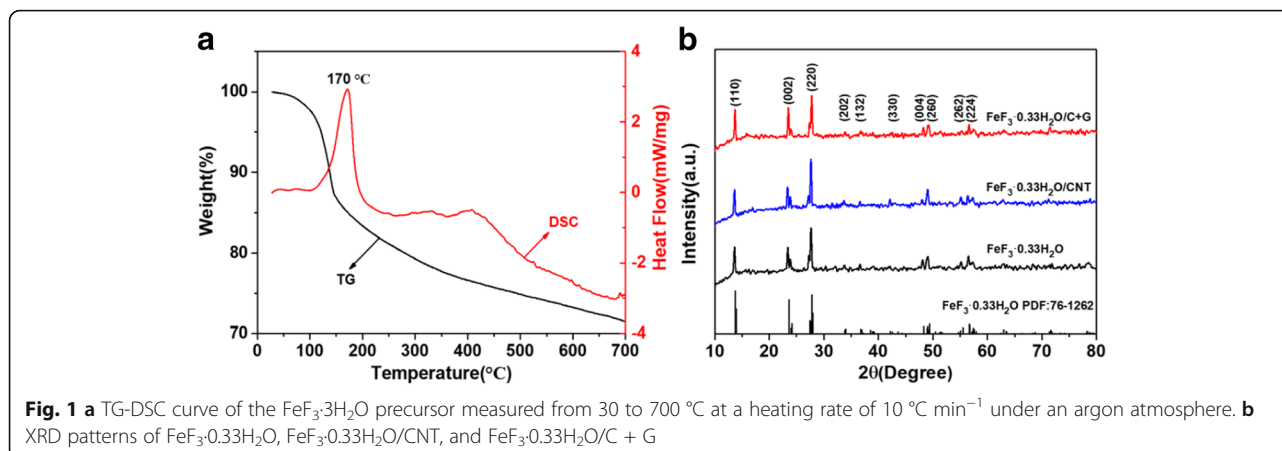 a
170 °C
100
90
80
70
Weight(%)
TG
DSC
4
2
0
-2
-4
Heat Flow(mW/mg)
0
100
200
300
400
500
600
700
Temperature(°C)
b
(110)
(002)
(220)
(202)
(132)
(330)
(004)
(260)
(262)
(224)
FeF₃·0.33H₂O/C+G
FeF₃·0.33H₂O/CNT
FeF₃·0.33H₂O
FeF₃·0.33H₂O PDF:76-1262
Intensity(a.u.)
10
20
30
40
50
60
70
80
2θ(Degree)
Fig. 1 a TG-DSC curve of the FeF₃·3H₂O precursor measured from 30 to 700 °C at a heating rate of 10 °C min⁻¹ under an argon atmosphere. b
XRD patterns of FeF₃·0.33H₂O, FeF₃·0.33H₂O/CNT, and FeF₃·0.33H₂O/C + G